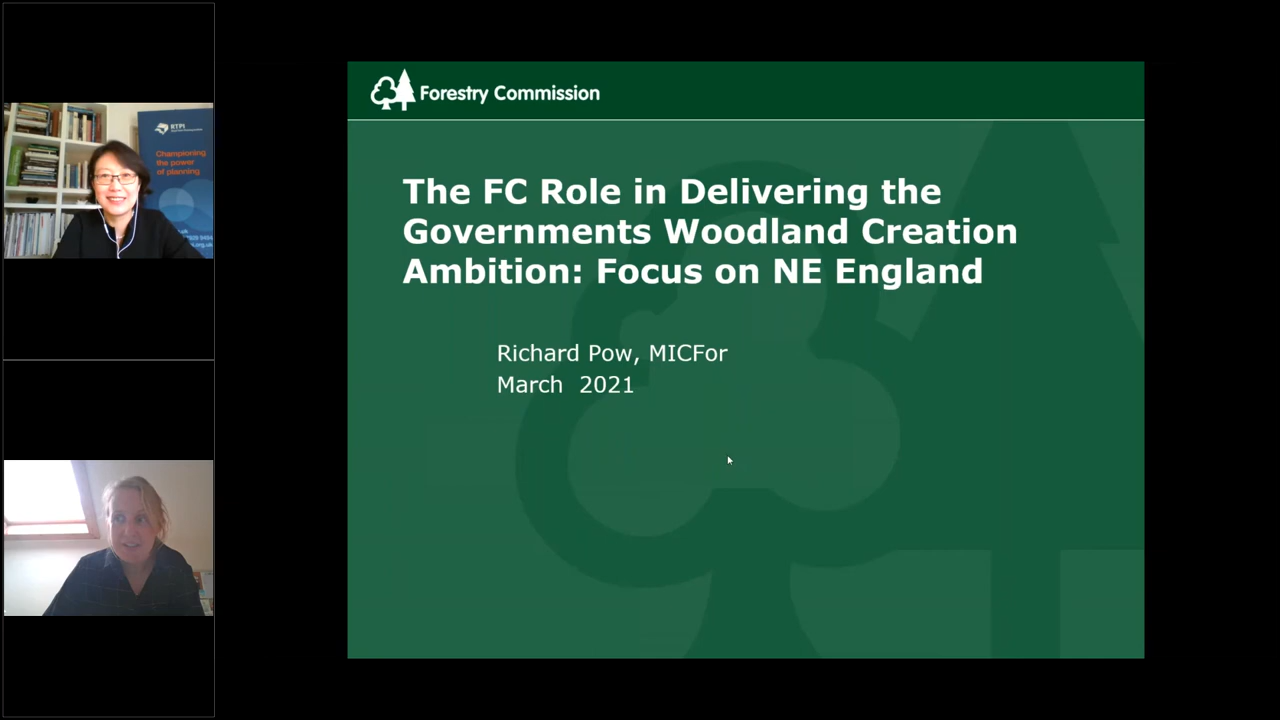 RTPI
Championing
the power
of planning
Forestry Commission
The FC Role in Delivering the
Governments Woodland Creation
Ambition: Focus on NE England
Richard Pow, MICFor
March 2021